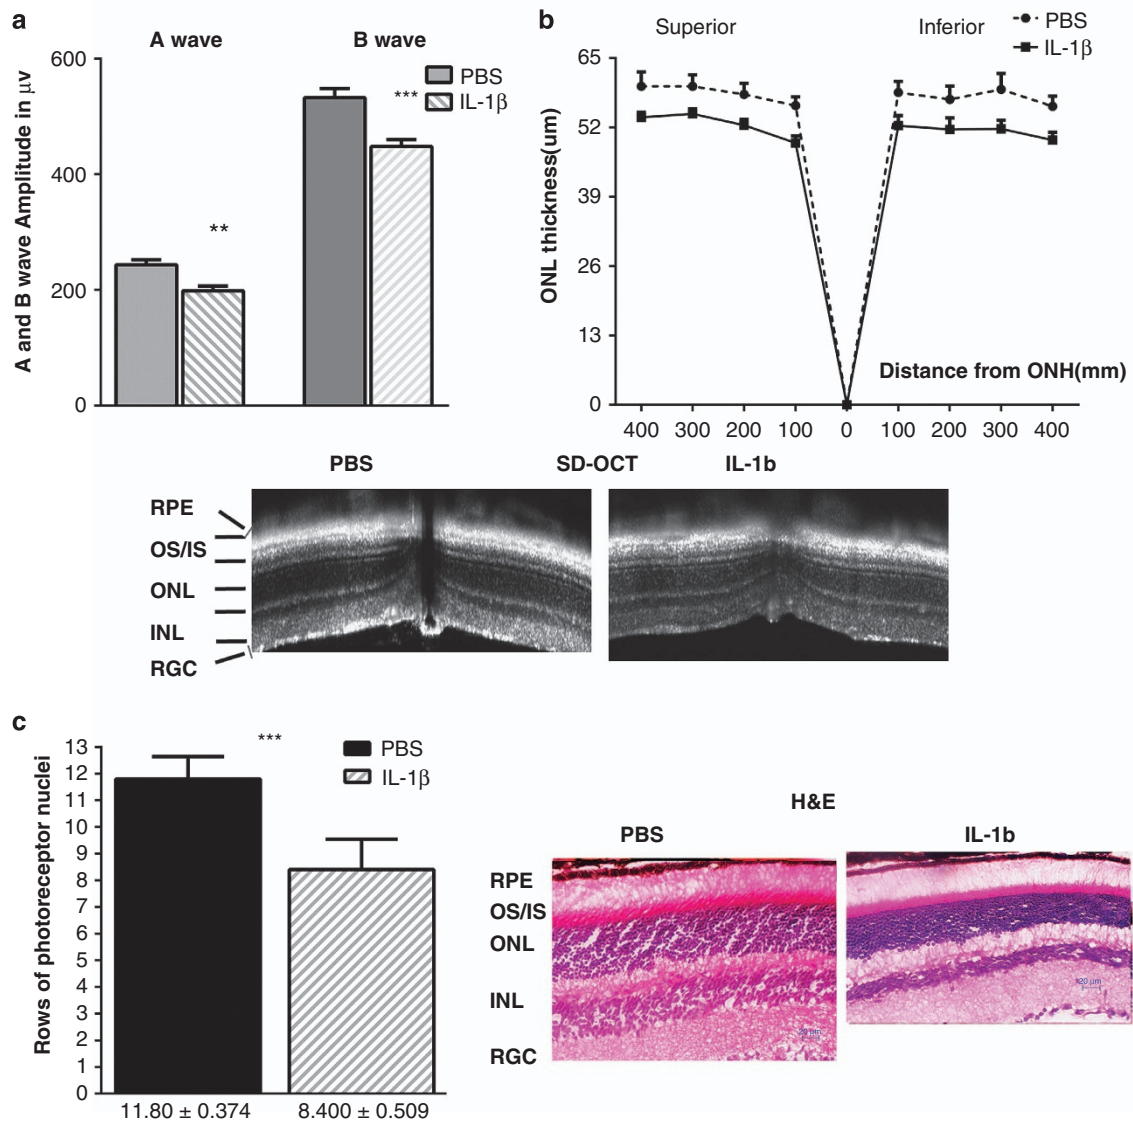 a
A wave
B wave
A and B wave Amplitude in μv
600
400
200
0
PBS
IL-1β
**
***
b
Superior
Inferior
PBS
IL-1β
ONL thickness(um)
65
52
39
26
13
0
Distance from ONH(mm)
400 300 200 100 0 100 200 300 400
PBS
SD-OCT
IL-1b
RPE
OS/IS
ONL
INL
RGC
c
Rows of photoreceptor nuclei
13
12
11
10
9
8
7
6
5
4
3
2
1
0
***
PBS
IL-1β
11.80 ± 0.374
8.400 ± 0.509
H&E
PBS
IL-1b
RPE
OS/IS
ONL
INL
RGC
20 μm
20 μm